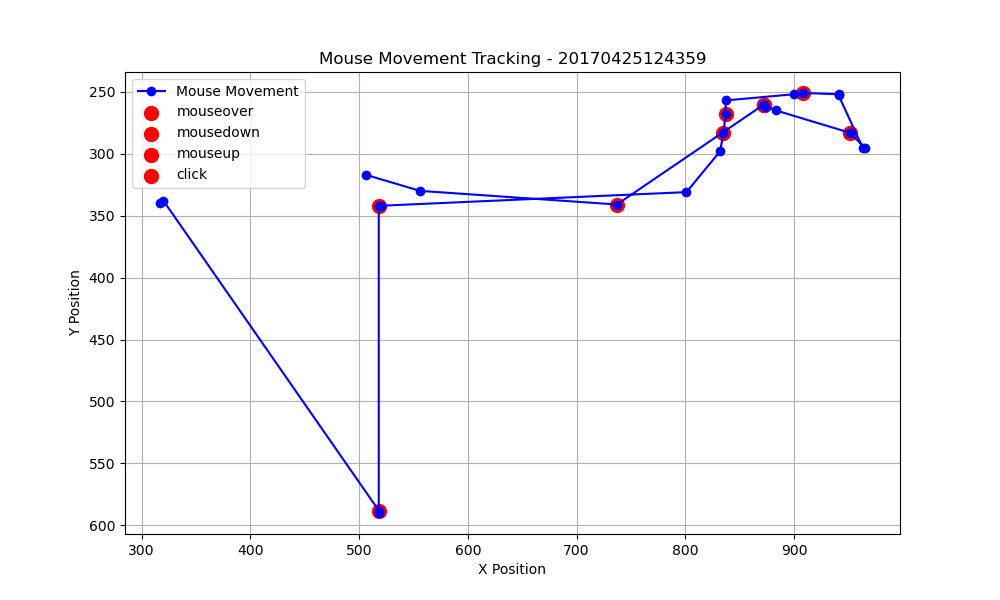 Mouse Movement Tracking - 20170425124359
Mouse Movement
mouseover
mousedown
mouseup
click
250
300
350
400
450
500
550
600
Y Position
300 400 500 600 700 800 900
X Position